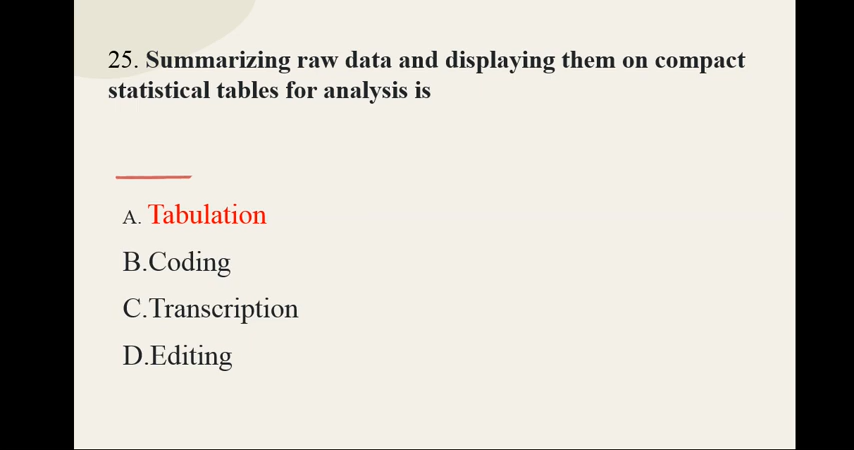 25. Summarizing raw data and displaying them on compact
statistical tables for analysis is
A. Tabulation
B.Coding
C.Transcription
D.Editing